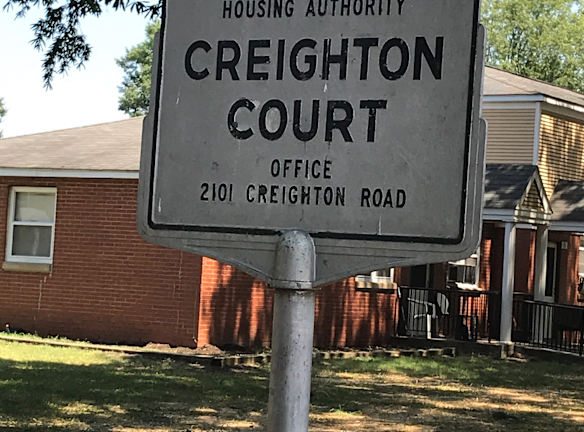 HOUSING AUTHORITY
CREIGHTON
COURT
OFFICE
2101 CREIGHTON ROAD